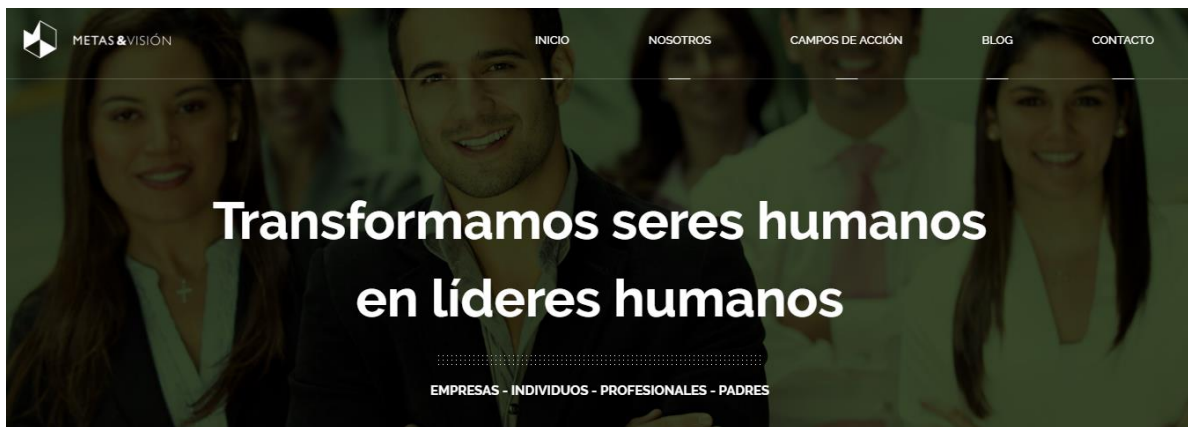 METAS&VISIÓN
INICIO NOSOTROS CAMPOS DE ACCIÓN BLOG CONTACTO
Transformamos seres humanos
en líderes humanos
EMPRESAS - INDIVIDUOS - PROFESIONALES - PADRES